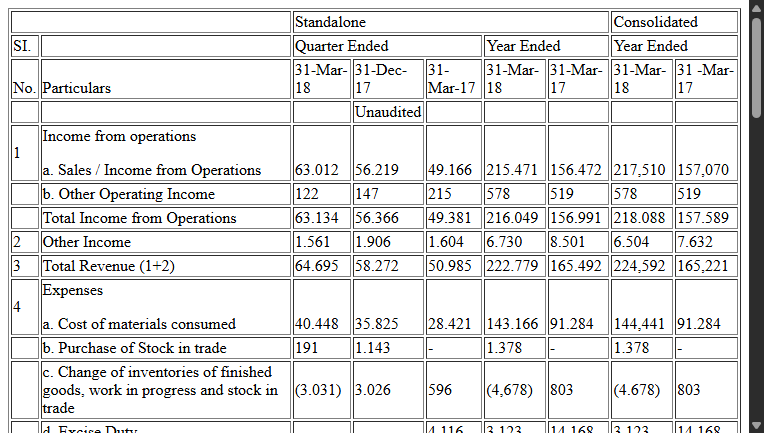 Standalone Consolidated
SI. Quarter Ended Year Ended Year Ended
No. Particulars 31-Mar-18 31-Dec-17 31-Mar-17 31-Mar-18 31-Mar-17 31-Mar-18 31 -Mar-17
Unaudited
1 Income from operations
a. Sales / Income from Operations 63.012 56.219 49.166 215.471 156.472 217,510 157,070
b. Other Operating Income 122 147 215 578 519 578 519
Total Income from Operations 63.134 56.366 49.381 216.049 156.991 218.088 157.589
2 Other Income 1.561 1.906 1.604 6.730 8.501 6.504 7.632
3 Total Revenue (1+2) 64.695 58.272 50.985 222.779 165.492 224,592 165,221
4 Expenses
a. Cost of materials consumed 40.448 35.825 28.421 143.166 91.284 144,441 91.284
b. Purchase of Stock in trade 191 1.143 - 1.378 - 1.378 -
c. Change of inventories of finished
goods, work in progress and stock in (3.031) 3.026 596 (4,678) 803 (4.678) 803
trade
d. Excise Duty 4.116 3.123 14.168 3.123 14.168